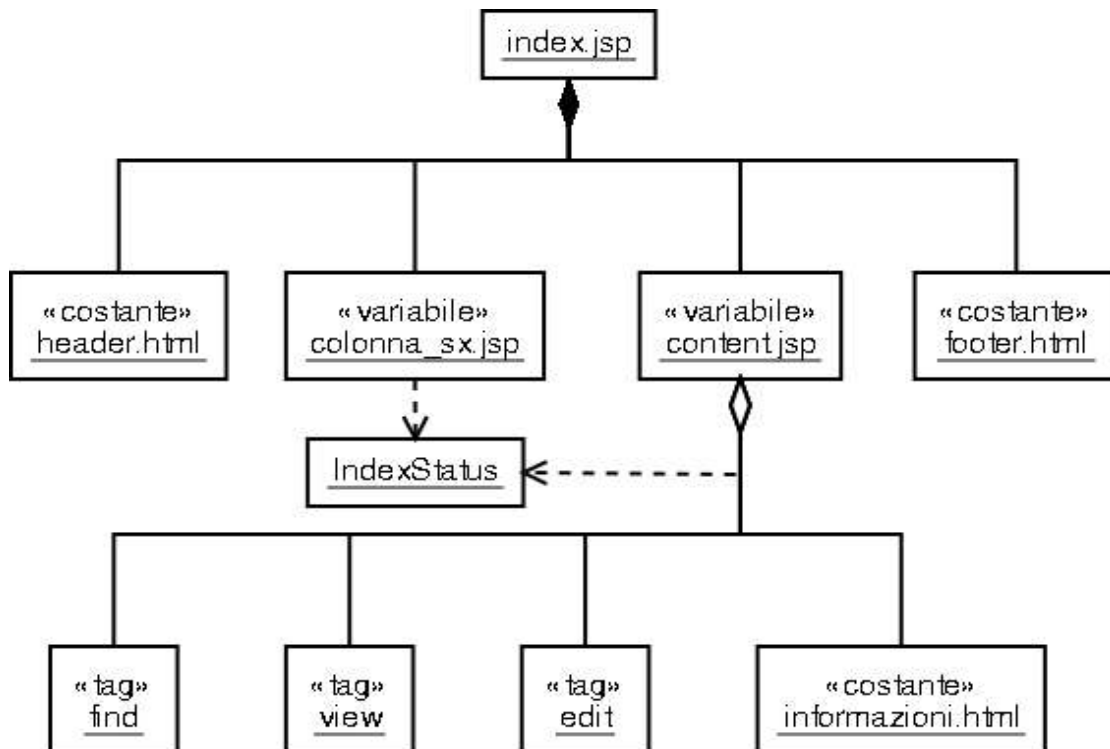 index.jsp
«costante»
header.html
«variabile»
colonna_sx.jsp
«variabile»
content.jsp
«costante»
footer.html
IndexStatus
«tag»
find
«tag»
view
«tag»
edit
«costante»
informazioni.html